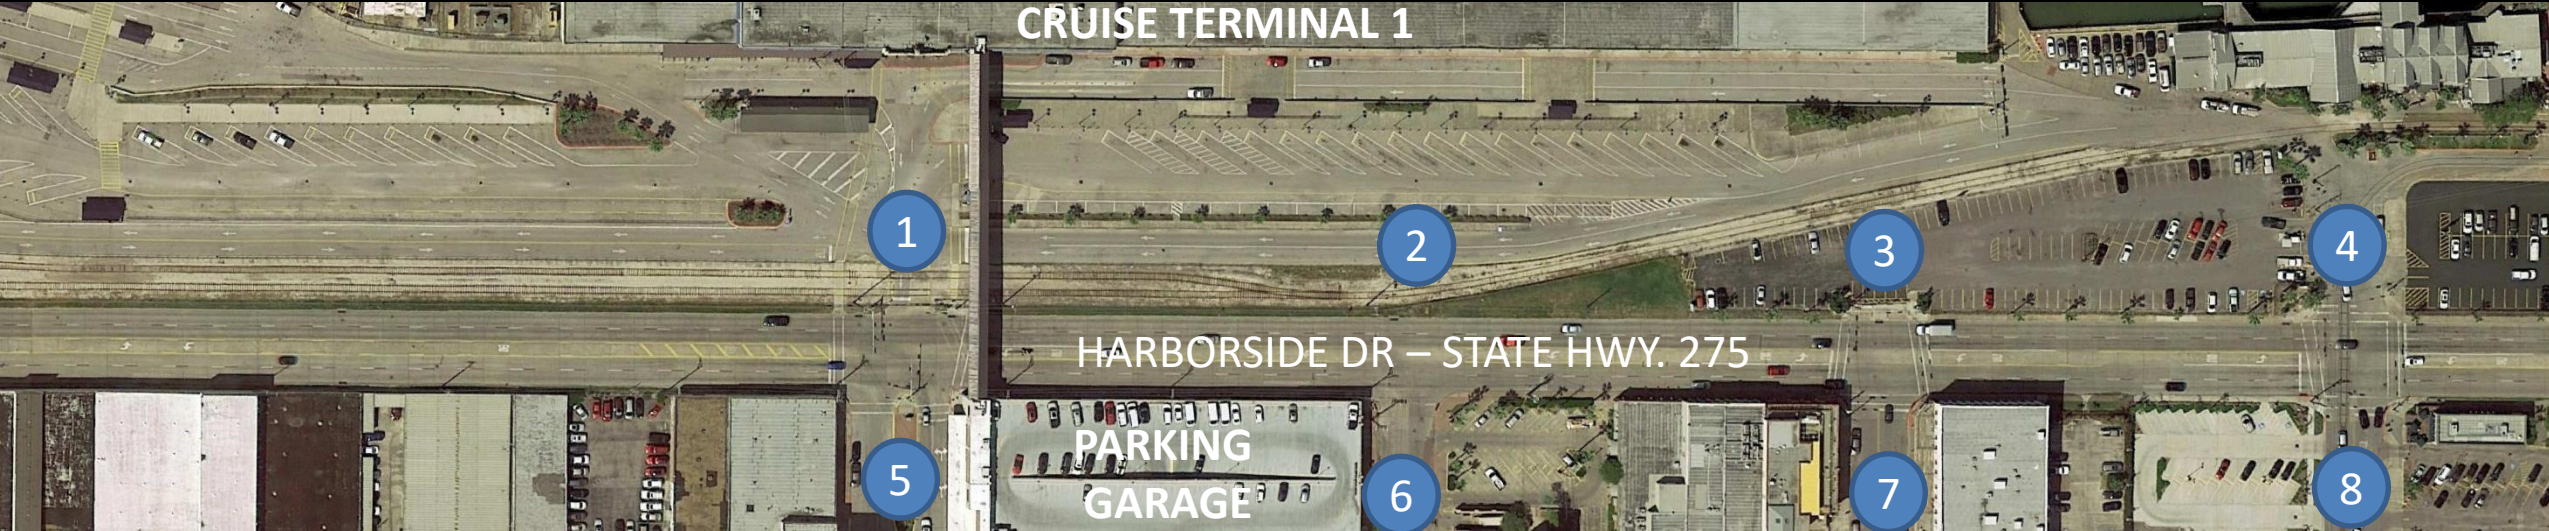 CRUISE TERMINAL 1
1
2
3
4
HARBORSIDE DR – STATE HWY. 275
PARKING
GARAGE
5
6
7
8